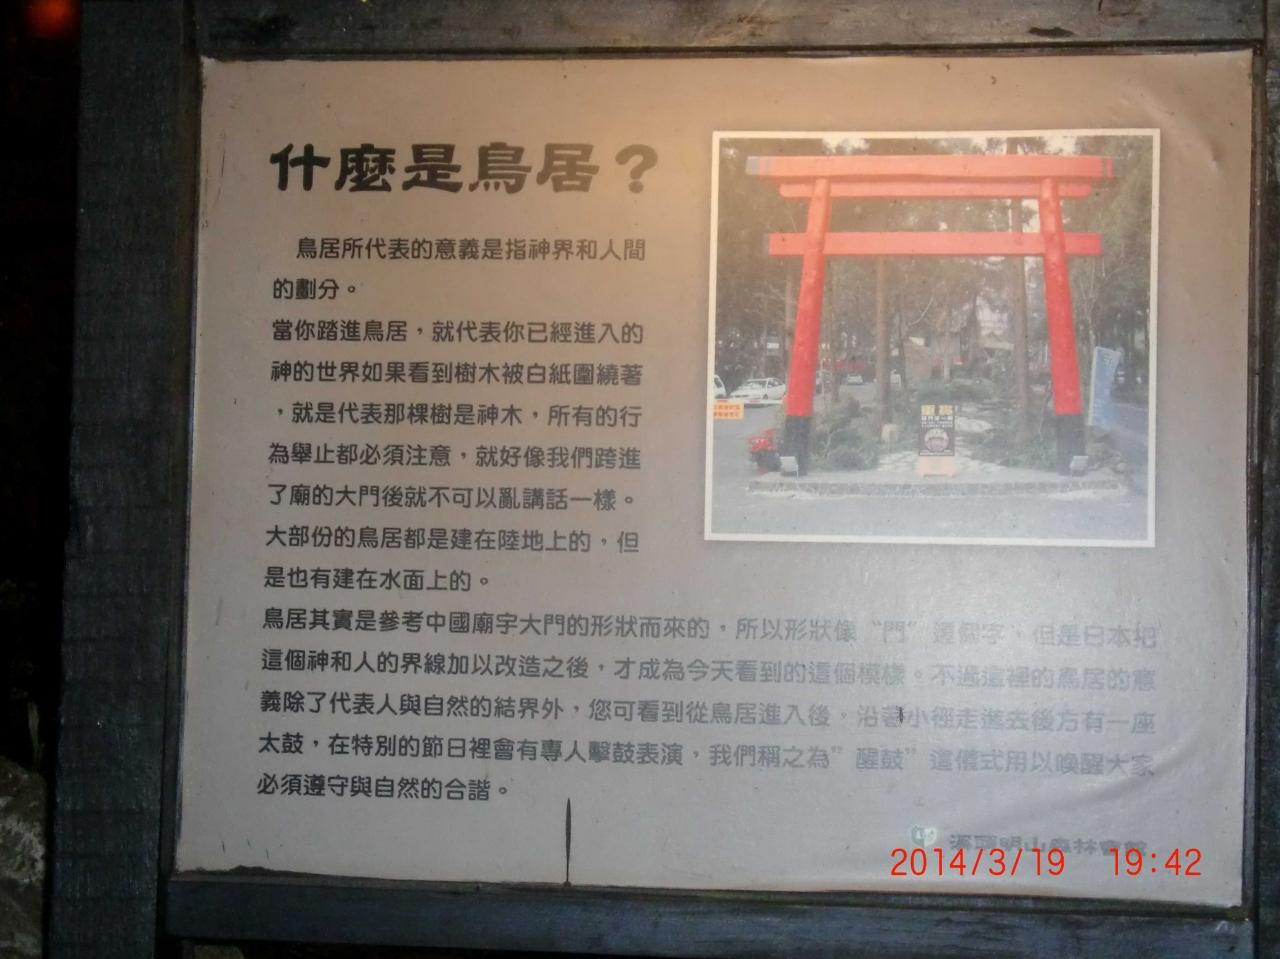 什麼是鳥居？
鳥居所代表的意義是指神界和人間
的劃分。
當你踏進鳥居，就代表你已經進入的
神的世界如果看到樹木被白紙圍繞著
，就是代表那棵樹是神木，所有的行
為舉止都必須注意，就好像我們跨進
了廟的大門後就不可以亂講話一樣。
大部份的鳥居都是建在陸地上的，但
是也有建在水面上的。
鳥居其實是參考中國廟宇大門的形狀而來的，所以形狀像“門”這個字，但是日本把
這個神和人的界線加以改造之後，才成為今天看到的這個模樣。不過這裡的鳥居的意
義除了代表人與自然的結界外，您可看到從鳥居進入後，沿著小徑走進去後方有一座
太鼓，在特別的節日裡會有專人擊鼓表演，我們稱之為”醒鼓”這儀式用以喚醒大家
必須遵守與自然的合諧。
溪頭明山森林會館
2014/3/19 19:42